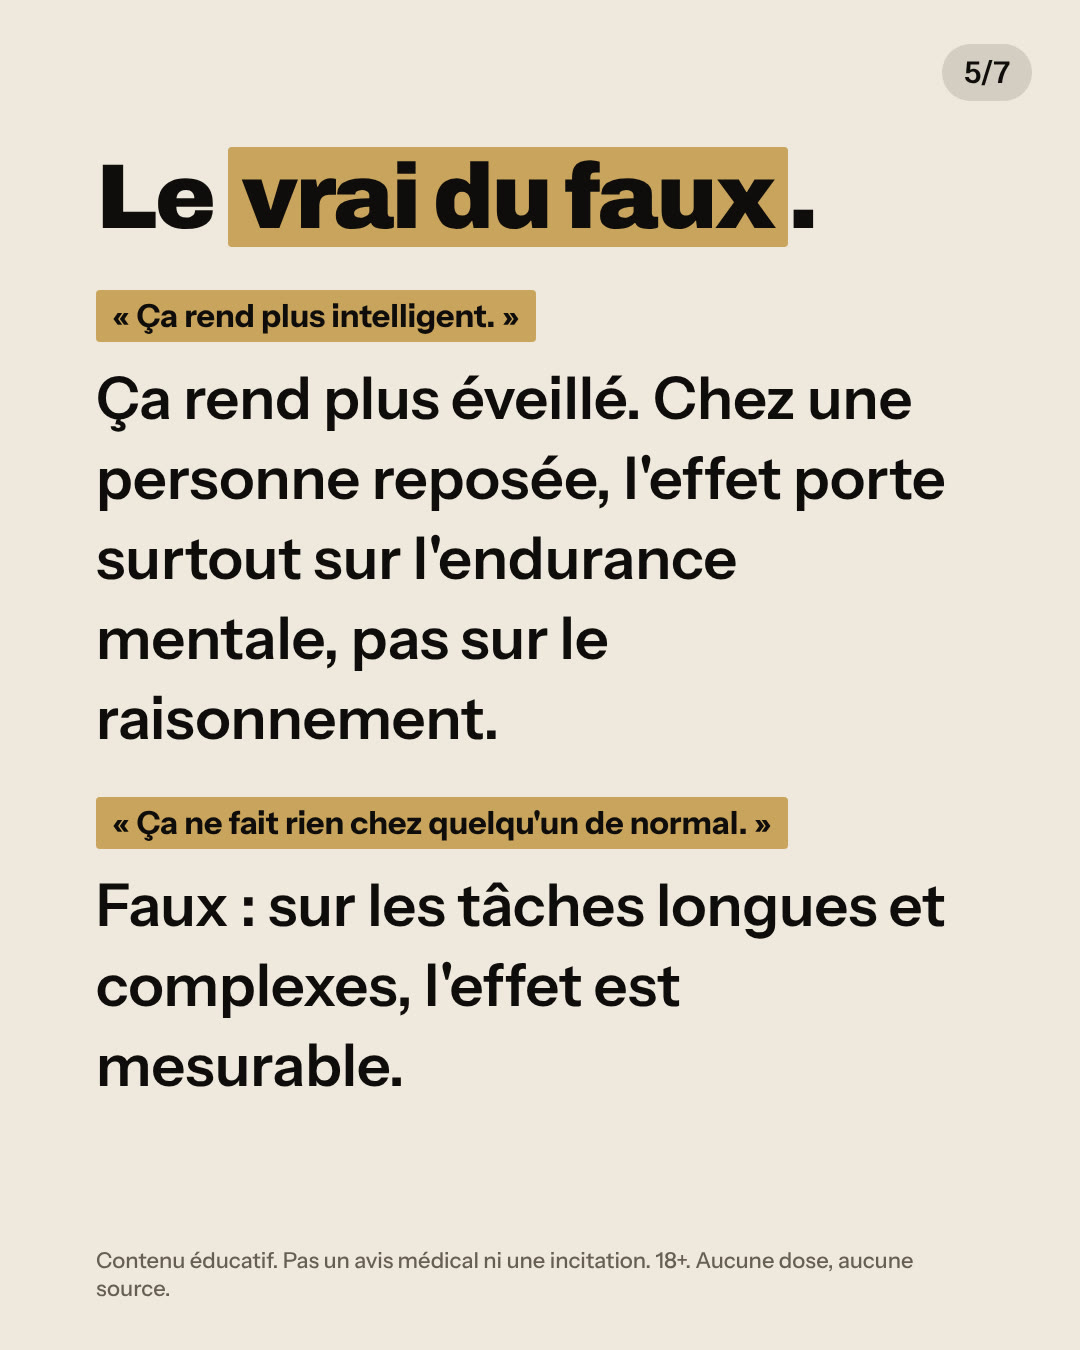 5/7
Le vrai du faux.
« Ça rend plus intelligent. »
Ça rend plus éveillé. Chez une
personne reposée, l'effet porte
surtout sur l'endurance
mentale, pas sur le
raisonnement.
« Ça ne fait rien chez quelqu'un de normal. »
Faux : sur les tâches longues et
complexes, l'effet est
mesurable.
Contenu éducatif. Pas un avis médical ni une incitation. 18+. Aucune dose, aucune
source.